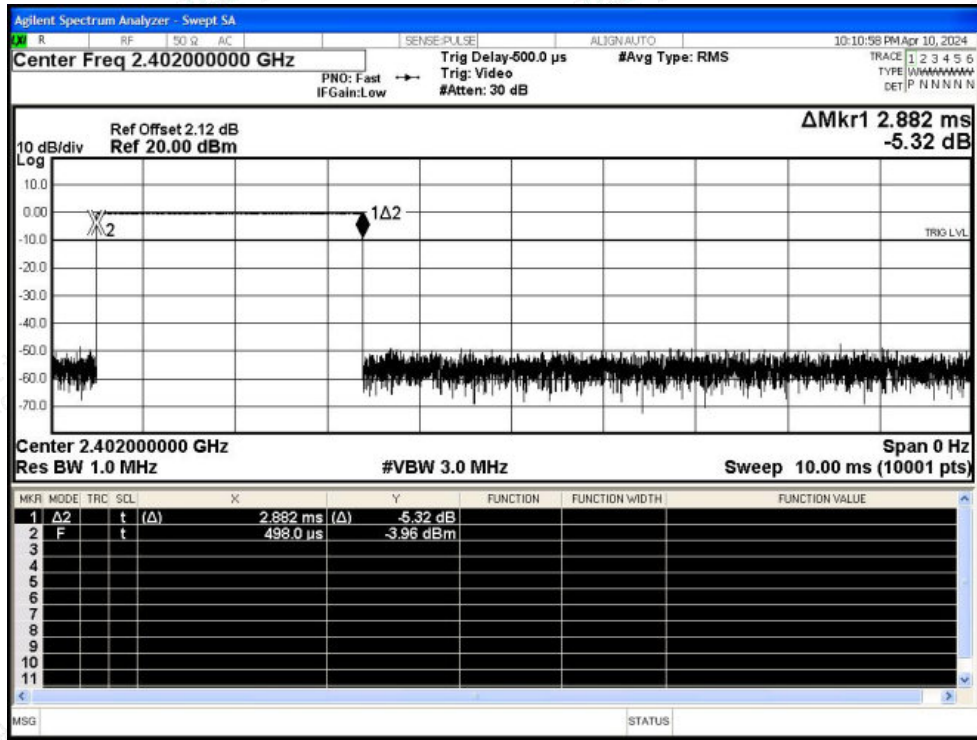 Agilent Spectrum Analyzer - Swept SA
LXI R RF 50 Ω AC SENSE:PULSE ALIGN AUTO 10:10:58 PM Apr 10, 2024
Center Freq 2.402000000 GHz
PNO: Fast
IFGain:Low
Trig Delay-500.0 µs
Trig: Video
#Atten: 30 dB
#Avg Type: RMS
TRACE 1 2 3 4 5 6
TYPE
DET P N N N N N
ΔMkr1 2.882 ms
-5.32 dB
Ref Offset 2.12 dB
10 dB/div Ref 20.00 dBm
Log
10.0
0.00
-10.0
-20.0
-30.0
-40.0
-50.0
-60.0
-70.0
2
1Δ2
TRIG LVL
Center 2.402000000 GHz Span 0 Hz
Res BW 1.0 MHz #VBW 3.0 MHz Sweep 10.00 ms (10001 pts)
MKR MODE TRC SCL X Y FUNCTION FUNCTION WIDTH FUNCTION VALUE
1 Δ2 t (Δ) 2.882 ms (Δ) -5.32 dB
2 F t 498.0 µs -3.96 dBm
3
4
5
6
7
8
9
10
11
MSG STATUS